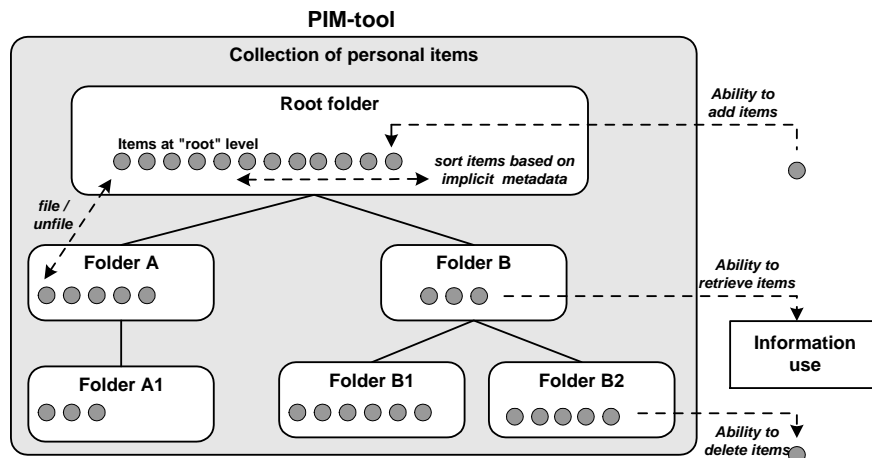 PIM-tool
Collection of personal items
Root folder
Items at "root" level
sort items based on
implicit metadata
Ability to
add items
file /
unfile
Folder A
Folder B
Ability to
retrieve items
Information
use
Folder A1
Folder B1
Folder B2
Ability to
delete items